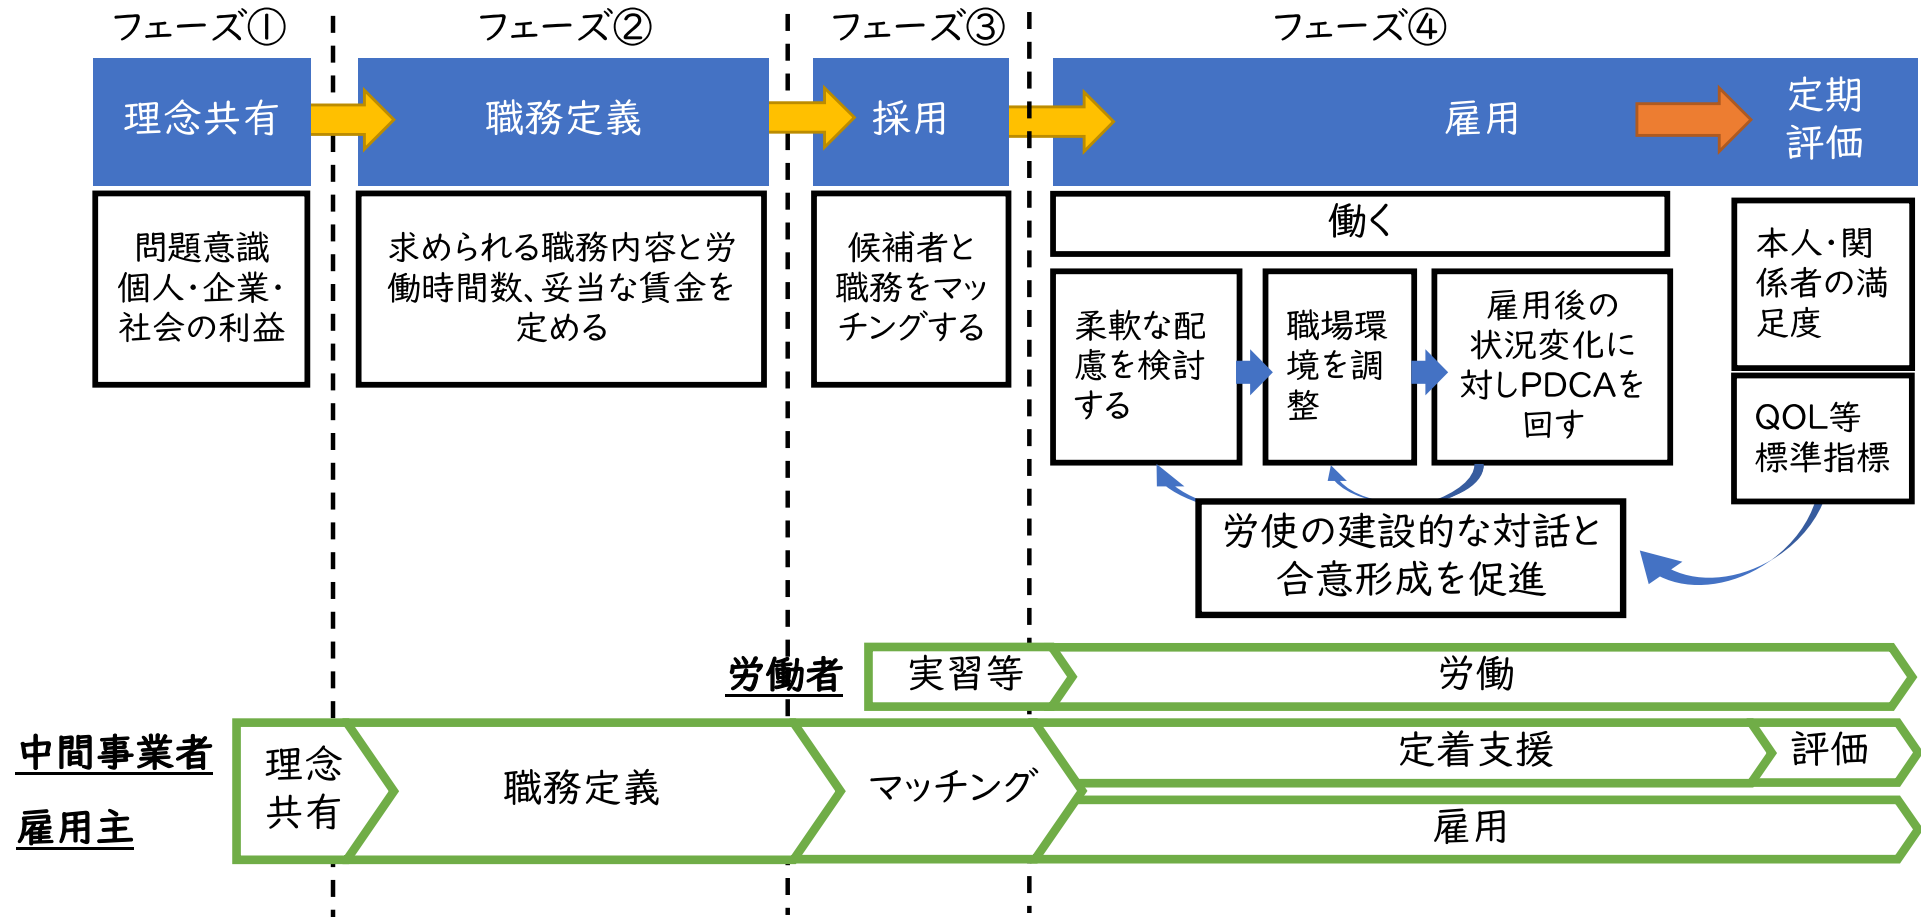 フェーズ①
フェーズ②
フェーズ③
フェーズ④
理念共有
職務定義
採用
雇用
定期
評価
問題意識
個人・企業・
社会の利益
求められる職務内容と労
働時間数、妥当な賃金を
定める
候補者と
職務をマッ
チングする
働く
柔軟な配
慮を検討
する
職場環
境を調
整
雇用後の
状況変化に
対しPDCAを
回す
本人・関
係者の満
足度
QOL等
標準指標
労使の建設的な対話と
合意形成を促進
労働者
実習等
労働
中間事業者
雇用主
理念
共有
職務定義
マッチング
定着支援
評価
雇用